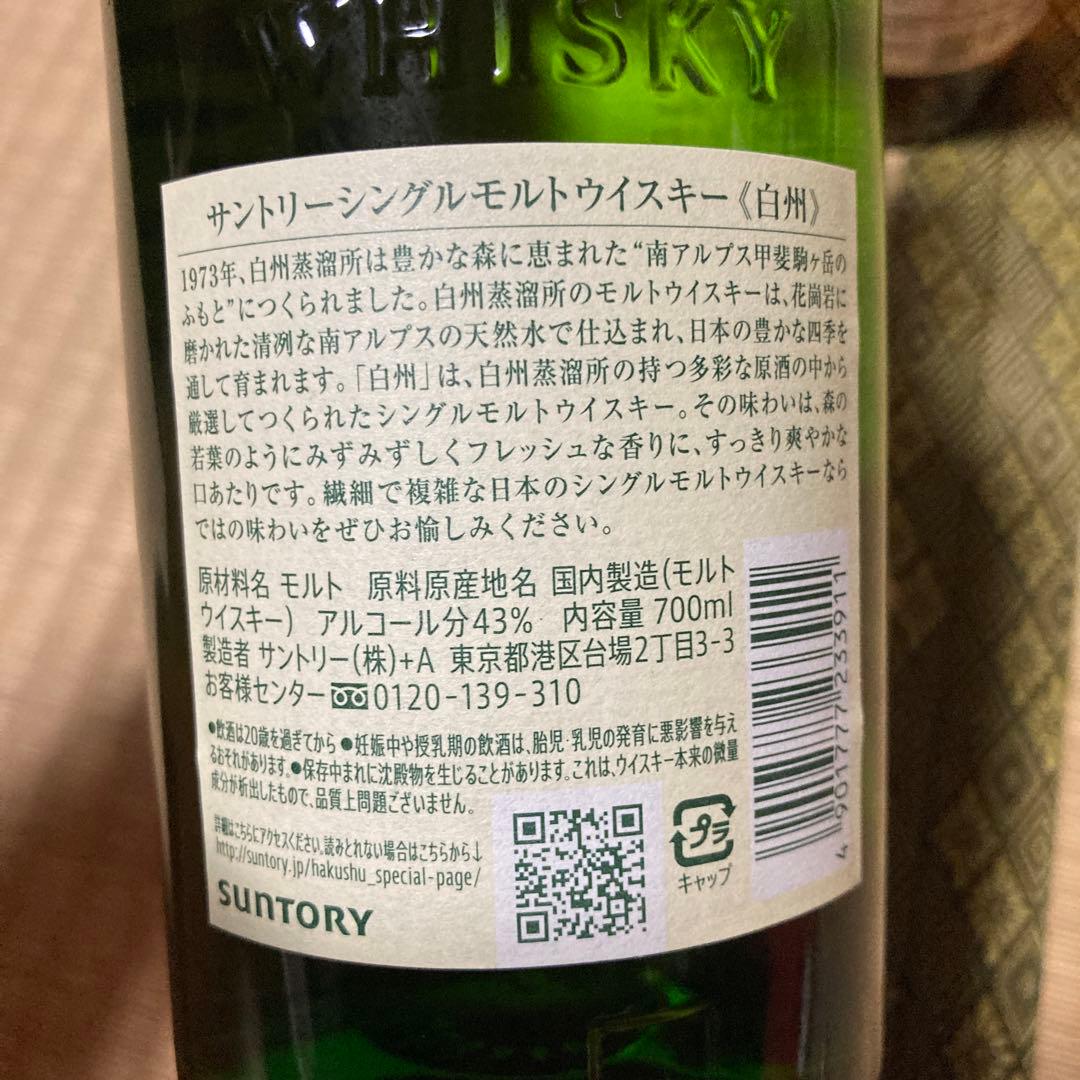 WHISKY
サントリーシングルモルトウイスキー《白州》
1973年、白州蒸溜所は豊かな森に恵まれた“南アルプス甲斐駒ヶ岳の
ふもと”につくられました。白州蒸溜所のモルトウイスキーは、花崗岩に
磨かれた清冽な南アルプスの天然水で仕込まれ、日本の豊かな四季を
通して育まれます。「白州」は、白州蒸溜所の持つ多彩な原酒の中から
厳選してつくられたシングルモルトウイスキー。その味わいは、森の
若葉のようにみずみずしくフレッシュな香りに、すっきり爽やかな
口あたりです。繊細で複雑な日本のシングルモルトウイスキーなら
ではの味わいをぜひお愉しみください。
原材料名 モルト 原料原産地名 国内製造(モルト
ウイスキー) アルコール分43% 内容量 700ml
製造者 サントリー(株)+A 東京都港区台場2丁目3-3
お客様センター 0120-139-310
●飲酒は20歳を過ぎてから ●妊娠中や授乳期の飲酒は、胎児・乳児の発育に悪影響を与え
るおそれがあります。●保存中まれに沈殿物を生じることがあります。これは、ウイスキー本来の微量
成分が析出したもので、品質上問題ございません。
詳細はこちらにアクセスください。読みとれない場合はこちらから↓
http://suntory.jp/hakushu_special-page/
SUNTORY
プラ
キャップ
4901777233911